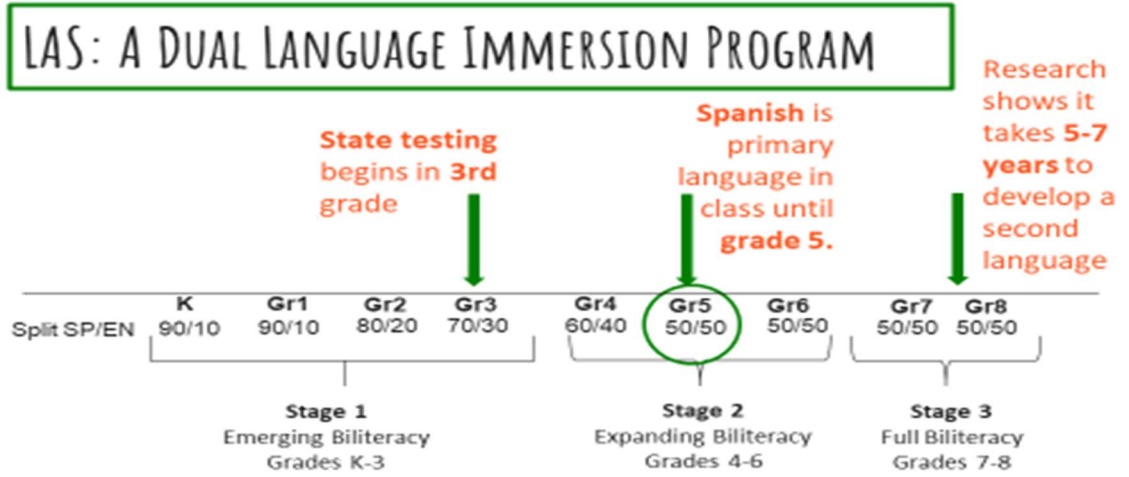 LAS: A DUAL LANGUAGE IMMERSION PROGRAM
State testing
begins in 3rd
grade
Spanish is
primary
language in
class until
grade 5.
Research
shows it
takes 5-7
years to
develop a
second
language
K Gr1 Gr2 Gr3 Gr4 Gr5 Gr6 Gr7 Gr8
Split SP/EN 90/10 90/10 80/20 70/30 60/40 50/50 50/50 50/50 50/50
Stage 1
Emerging Biliteracy
Grades K-3
Stage 2
Expanding Biliteracy
Grades 4-6
Stage 3
Full Biliteracy
Grades 7-8